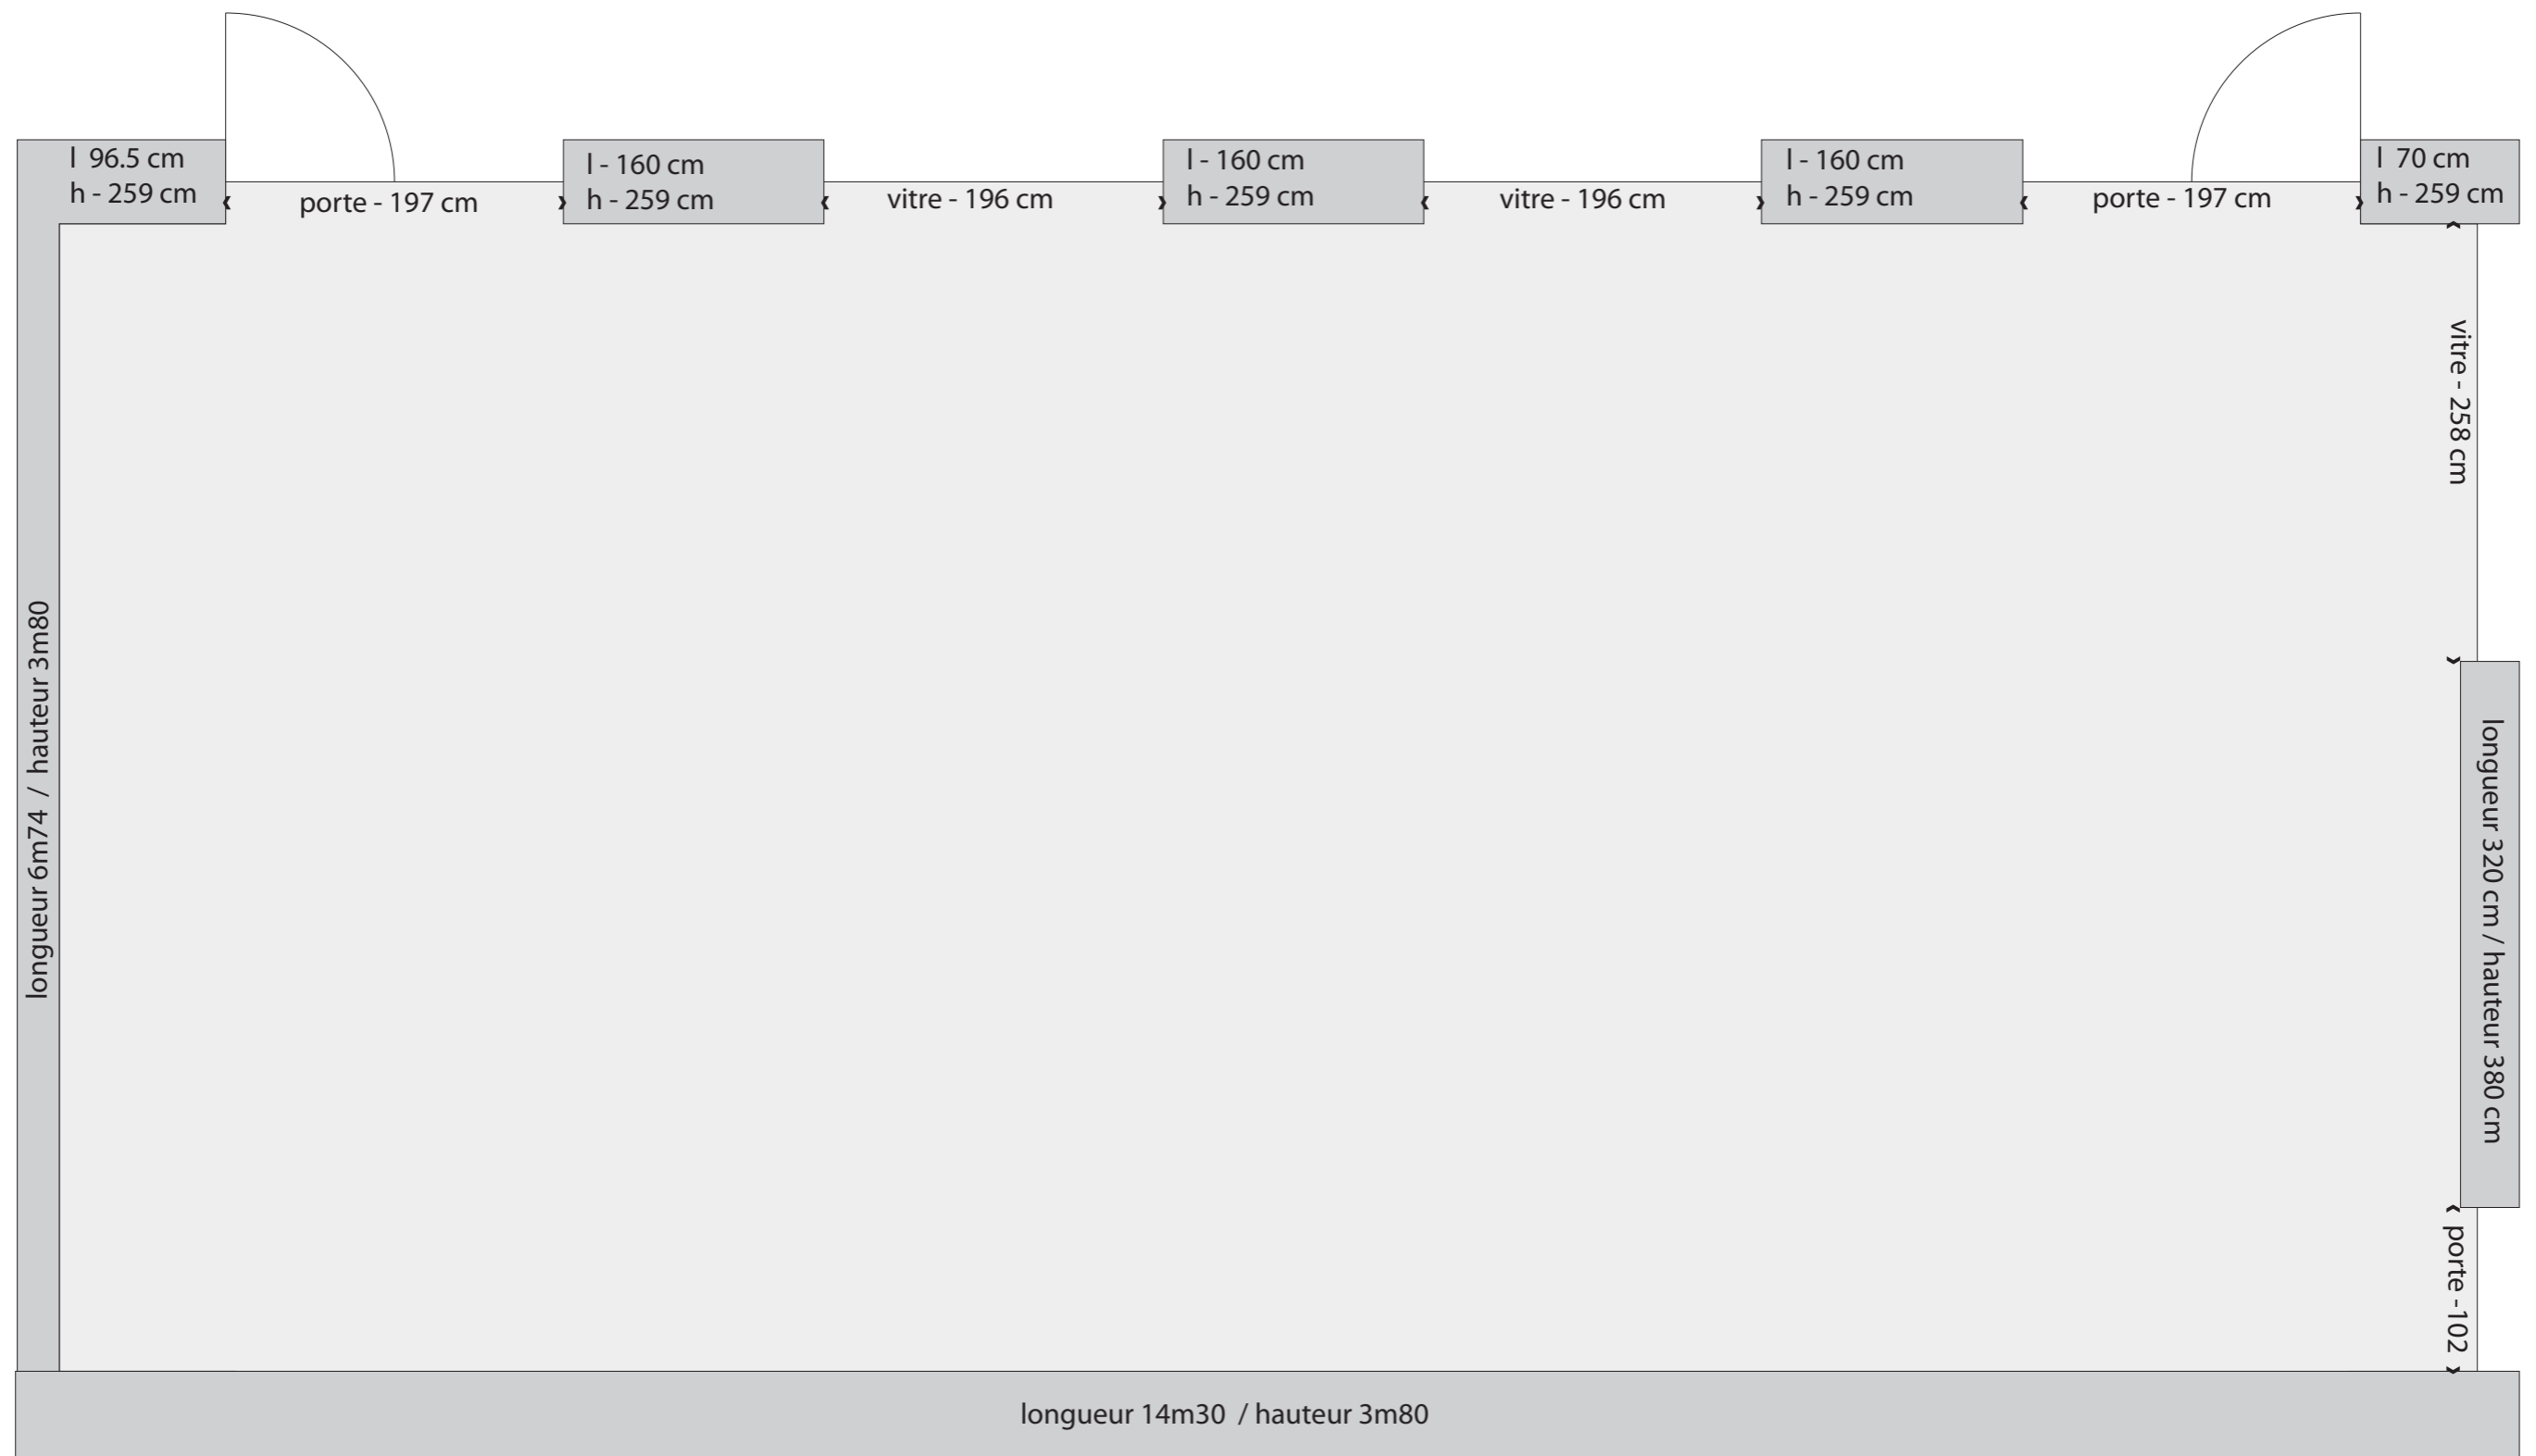 l  96.5 cm
h - 259 cm
porte - 197 cm
l - 160 cm
h - 259 cm
vitre - 196 cm
l - 160 cm
h - 259 cm
vitre - 196 cm
l - 160 cm
h - 259 cm
porte - 197 cm
l  70 cm
h - 259 cm
vitre - 258 cm
longueur 6m74  /  hauteur 3m80
longueur 320 cm / hauteur 380 cm
porte -102
longueur 14m30  / hauteur 3m80